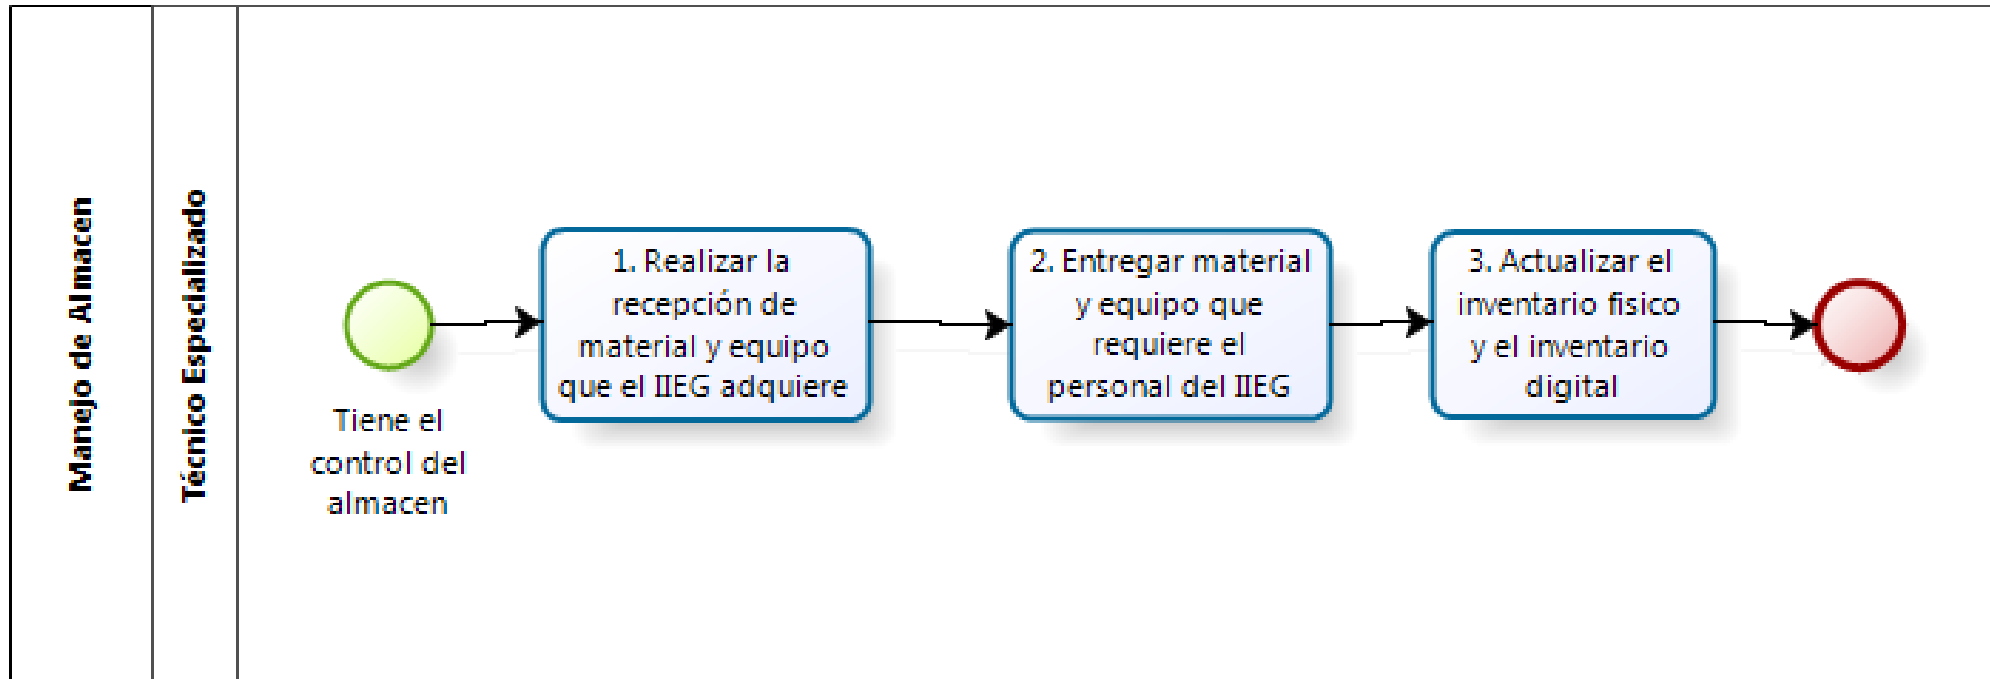 Manejo de Almacen
Técnico Especializado
Tiene el
control del
almacen
1. Realizar la
recepción de
material y equipo
que el IIEG adquiere
2. Entregar material
y equipo que
requiere el
personal del IIEG
3. Actualizar el
inventario fisico
y el inventario
digital